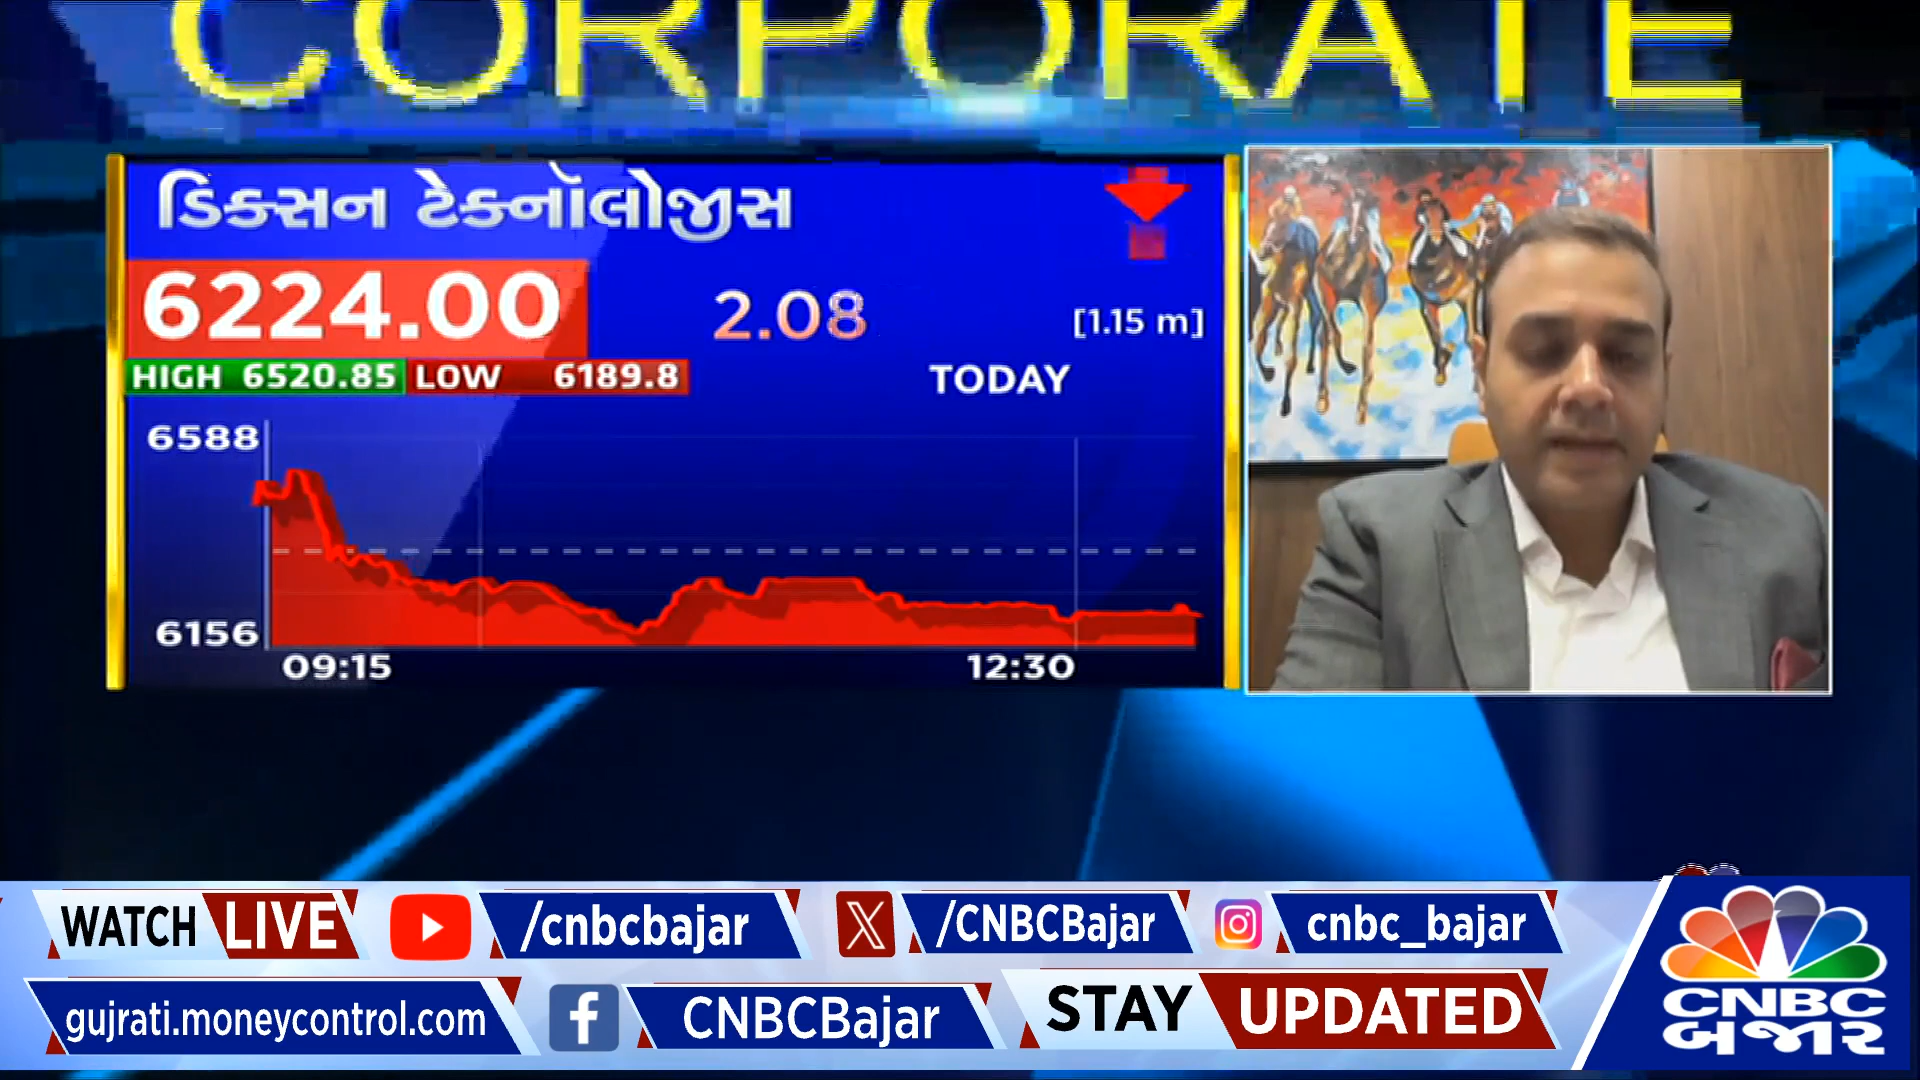 CORPORATE
ડિક્સન ટેક્નૉલોજીસ
6224.00 2.08 [1.15 m]
HIGH 6520.85 LOW 6189.8 TODAY
6588
6156
09:15 12:30
WATCH LIVE /cnbcbajar /CNBCBajar cnbc_bajar
gujrati.moneycontrol.com CNBCBajar STAY UPDATED
CNBC
બજાર